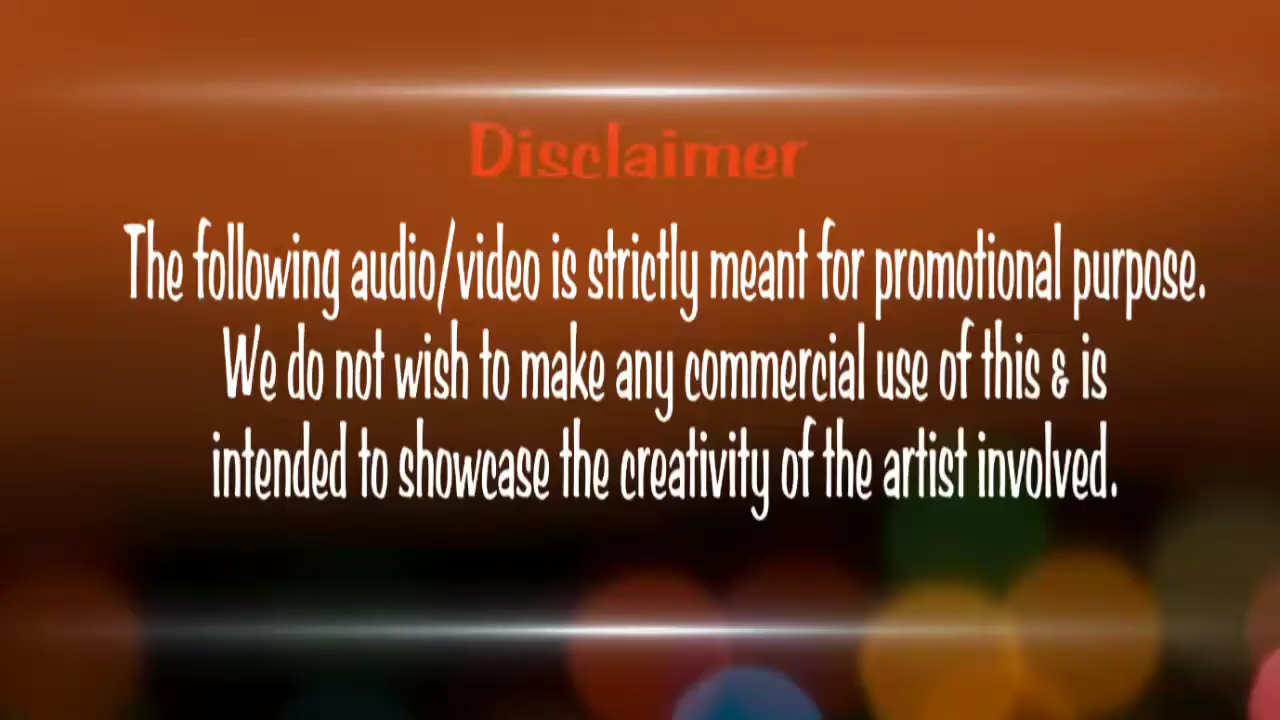 Disclaimer
The following audio/video is strictly meant for promotional purpose.
We do not wish to make any commercial use of this & is
intended to showcase the creativity of the artist involved.